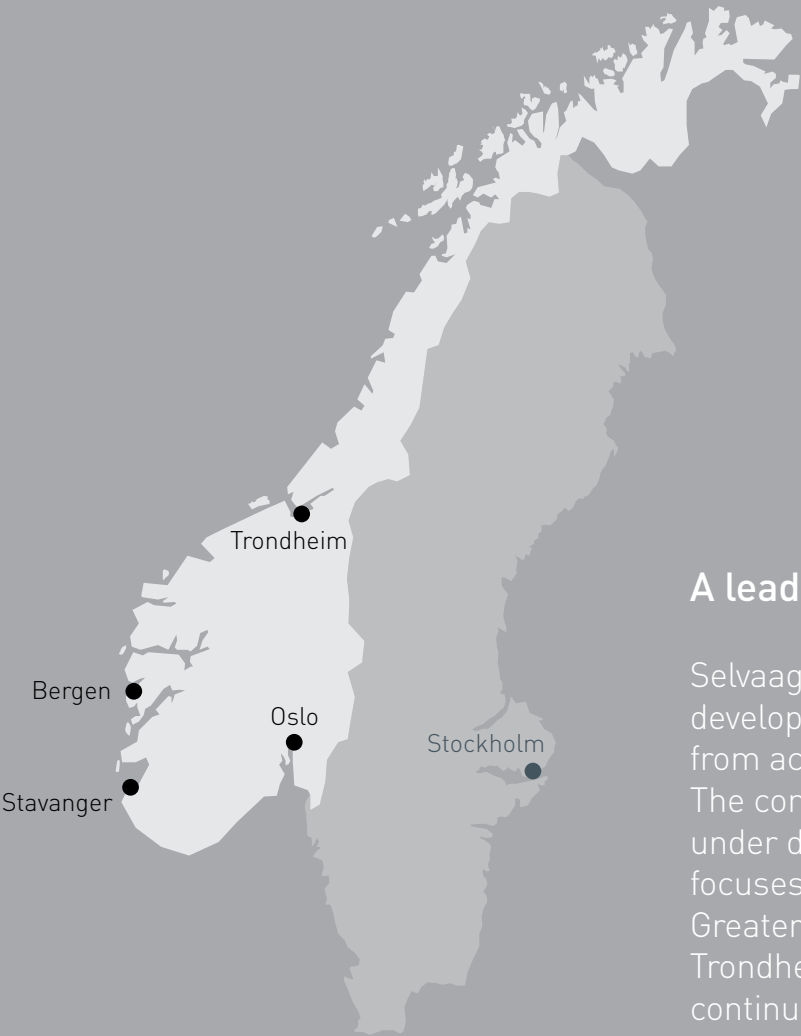 Trondheim
Bergen
Oslo
Stockholm
Stavanger
A lead
Selvaag
develop
from ac
The con
under d
focuses
Greater
Trondhe
continu